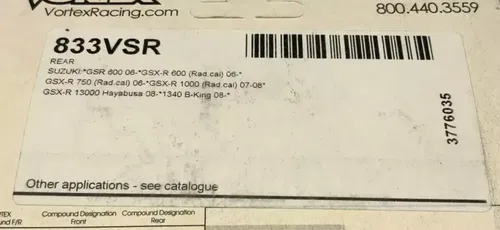 VORTEX
VortexRacing.com
800.440.3559
833VSR
REAR
SUZUKI:*GSR 600 06-*GSX-R 600 (Rad.cal) 06-*
GSX-R 750 (Rad.cal) 06-*GSX-R 1000 (Rad.cal) 07-08*
GSX-R 13000 Hayabusa 08-*1340 B-King 08-*
3776035
Other applications - see catalogue
Compound Designation Front
Compound Designation Rear